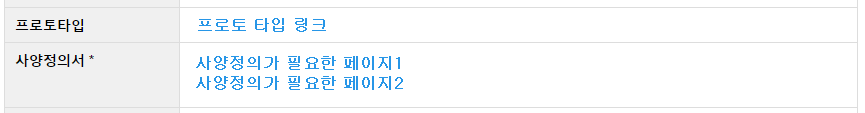 프로토타입
프로토 타입 링크
사양정의서 *
사양정의가 필요한 페이지1
사양정의가 필요한 페이지2